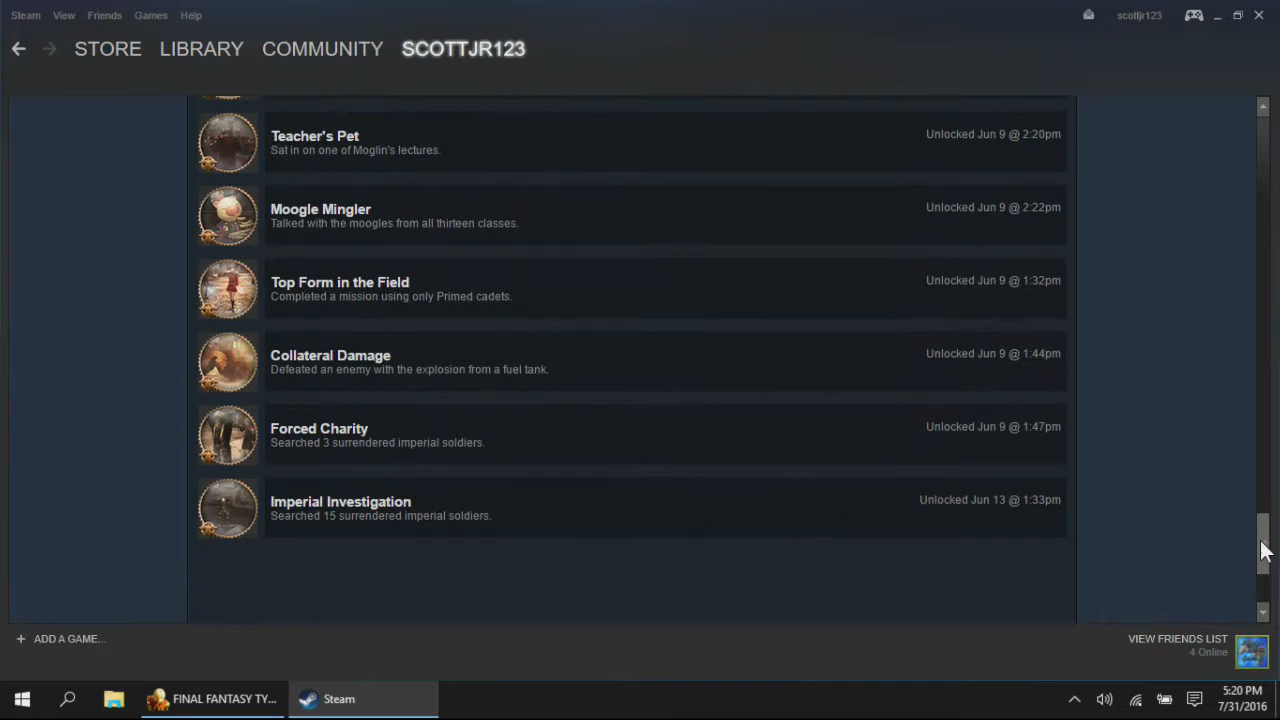 Steam View Friends Games Help scottjr123
STORE LIBRARY COMMUNITY SCOTTJR123
Teacher's Pet Unlocked Jun 9 @ 2:20pm
Sat in on one of Moglin's lectures.
Moogle Mingler Unlocked Jun 9 @ 2:22pm
Talked with the moogles from all thirteen classes.
Top Form in the Field Unlocked Jun 9 @ 1:32pm
Completed a mission using only Primed cadets.
Collateral Damage Unlocked Jun 9 @ 1:44pm
Defeated an enemy with the explosion from a fuel tank.
Forced Charity Unlocked Jun 9 @ 1:47pm
Searched 3 surrendered imperial soldiers.
Imperial Investigation Unlocked Jun 13 @ 1:33pm
Searched 15 surrendered imperial soldiers.
+ ADD A GAME... VIEW FRIENDS LIST
4 Online
FINAL FANTASY TY... Steam 5:20 PM
7/31/2016